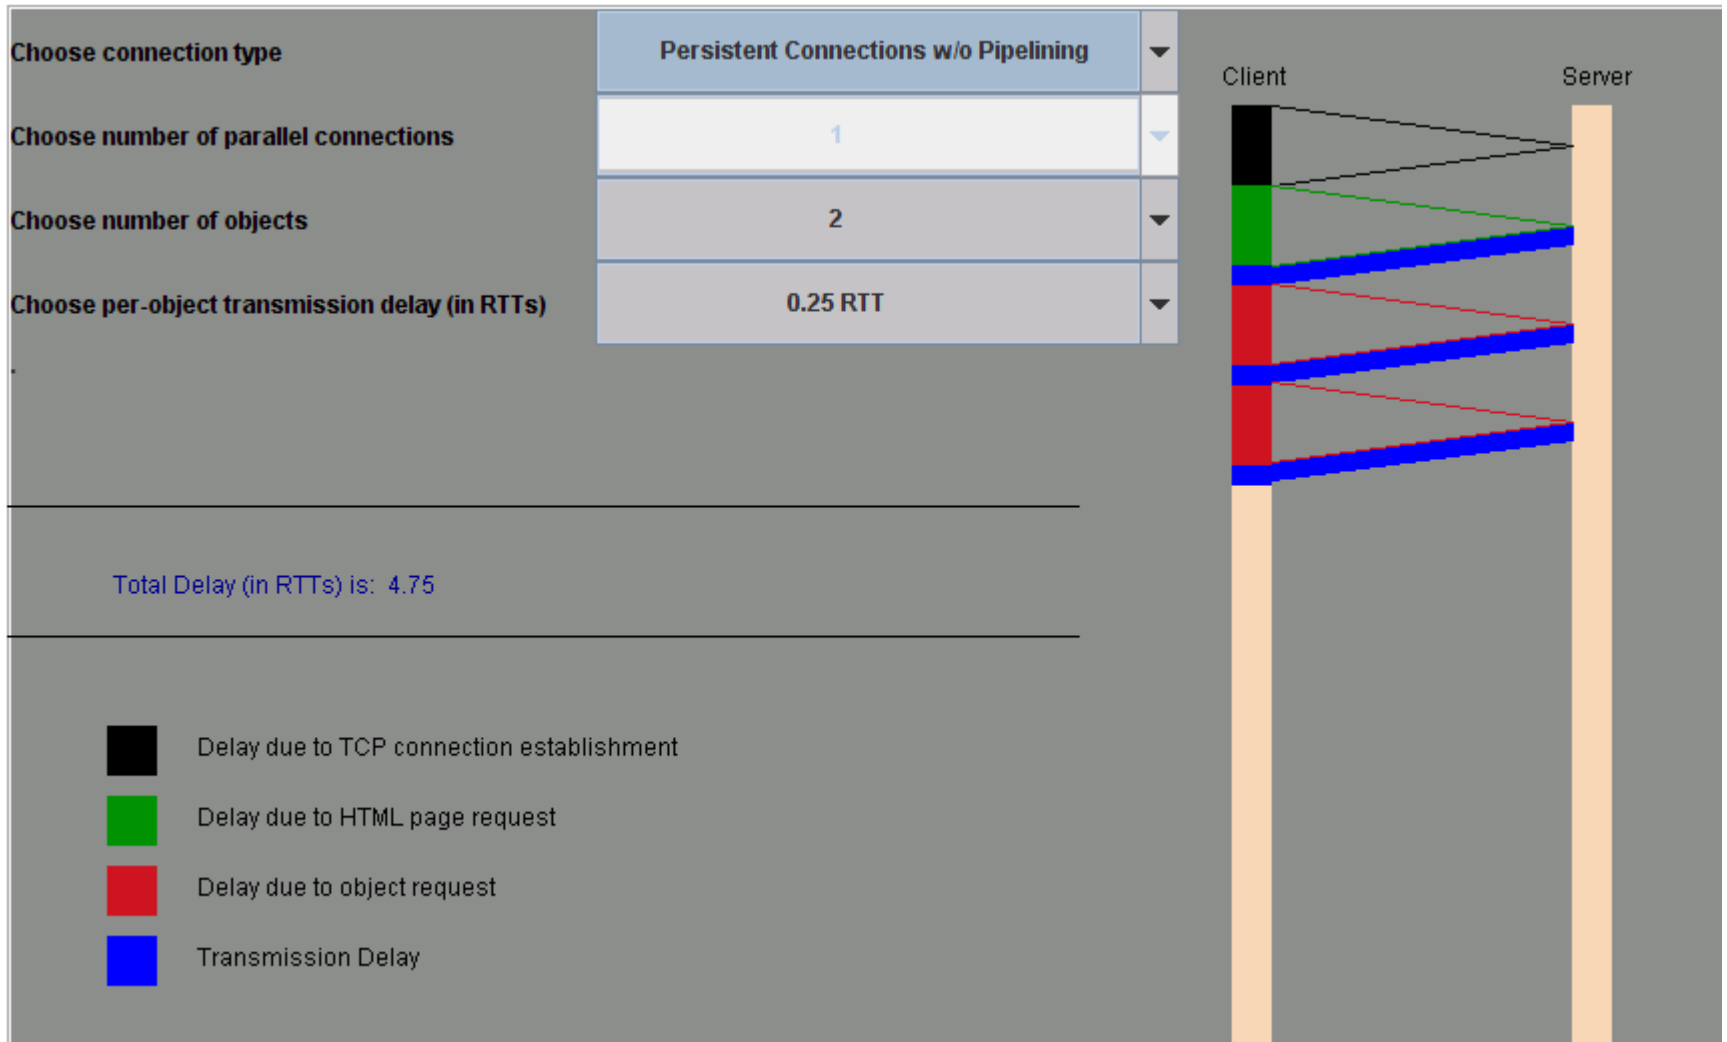 Choose connection type
Persistent Connections w/o Pipelining
Choose number of parallel connections
1
Choose number of objects
2
Choose per-object transmission delay (in RTTs)
0.25 RTT
.
Client
Server
Total Delay (in RTTs) is: 4.75
Delay due to TCP connection establishment
Delay due to HTML page request
Delay due to object request
Transmission Delay